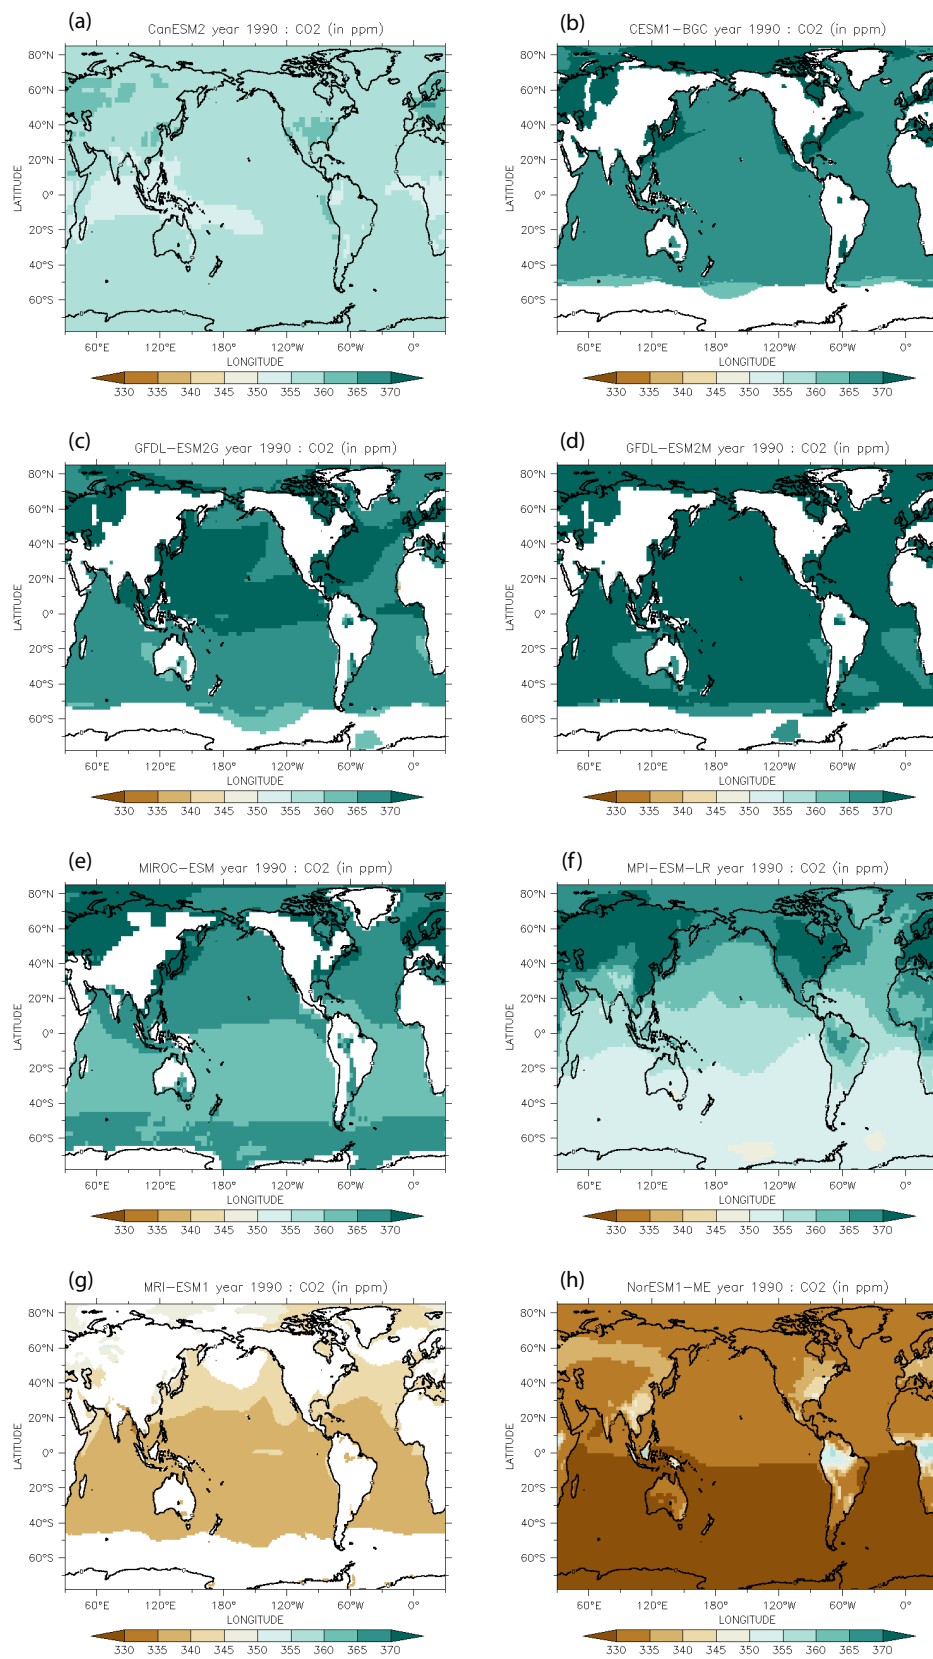 (a)
CanESM2 year 1990 : CO2 (in ppm)
80°N
60°N
40°N
20°N
0°
20°S
40°S
60°S
LATITUDE
60°E 120°E 180° 120°W 60°W 0°
LONGITUDE
330 335 340 345 350 355 360 365 370
(b)
CESM1-BGC year 1990 : CO2 (in ppm)
80°N
60°N
40°N
20°N
0°
20°S
40°S
60°S
LATITUDE
60°E 120°E 180° 120°W 60°W 0°
LONGITUDE
330 335 340 345 350 355 360 365 370
(c)
GFDL-ESM2G year 1990 : CO2 (in ppm)
80°N
60°N
40°N
20°N
0°
20°S
40°S
60°S
LATITUDE
60°E 120°E 180° 120°W 60°W 0°
LONGITUDE
330 335 340 345 350 355 360 365 370
(d)
GFDL-ESM2M year 1990 : CO2 (in ppm)
80°N
60°N
40°N
20°N
0°
20°S
40°S
60°S
LATITUDE
60°E 120°E 180° 120°W 60°W 0°
LONGITUDE
330 335 340 345 350 355 360 365 370
(e)
MIROC-ESM year 1990 : CO2 (in ppm)
80°N
60°N
40°N
20°N
0°
20°S
40°S
60°S
LATITUDE
60°E 120°E 180° 120°W 60°W 0°
LONGITUDE
330 335 340 345 350 355 360 365 370
(f)
MPI-ESM-LR year 1990 : CO2 (in ppm)
80°N
60°N
40°N
20°N
0°
20°S
40°S
60°S
LATITUDE
60°E 120°E 180° 120°W 60°W 0°
LONGITUDE
330 335 340 345 350 355 360 365 370
(g)
MRI-ESM1 year 1990 : CO2 (in ppm)
80°N
60°N
40°N
20°N
0°
20°S
40°S
60°S
LATITUDE
60°E 120°E 180° 120°W 60°W 0°
LONGITUDE
330 335 340 345 350 355 360 365 370
(h)
NorESM1-ME year 1990 : CO2 (in ppm)
80°N
60°N
40°N
20°N
0°
20°S
40°S
60°S
LATITUDE
60°E 120°E 180° 120°W 60°W 0°
LONGITUDE
330 335 340 345 350 355 360 365 370